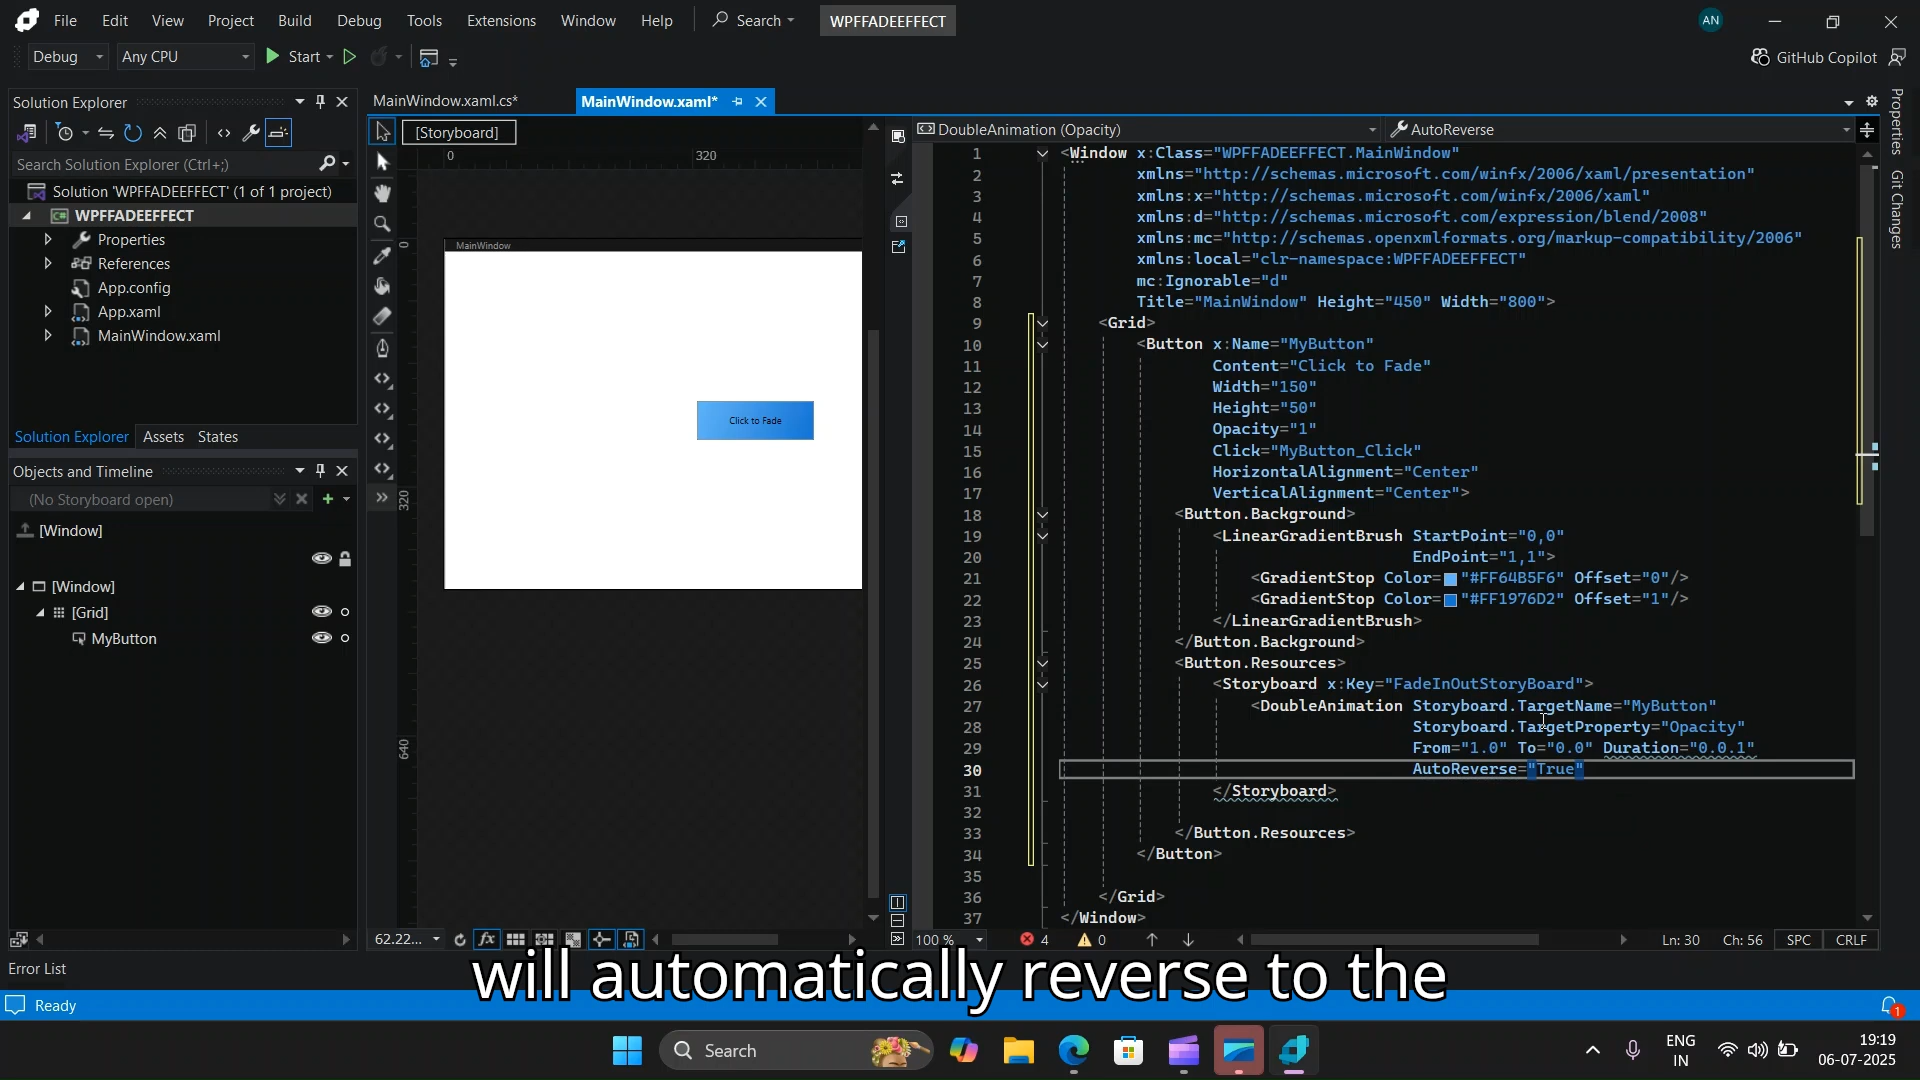 File Edit View Project Build Debug Tools Extensions Window Help Search WPFFADEEFFECT AN
Debug Any CPU Start GitHub Copilot
Solution Explorer
Search Solution Explorer (Ctrl+;)
Solution 'WPFFADEEFFECT' (1 of 1 project)
WPFFADEEFFECT
Properties
References
App.config
App.xaml
MainWindow.xaml
Solution Explorer Assets States
Objects and Timeline
(No Storyboard open)
[Window]
[Window]
[Grid]
MyButton
MainWindow.xaml.cs* MainWindow.xaml*
[Storyboard]
0 320
0
320
640
MainWindow
Click to Fade
62.22...
DoubleAnimation (Opacity) AutoReverse
1 <Window x:Class="WPFFADEEFFECT.MainWindow"
2 xmlns="http://schemas.microsoft.com/winfx/2006/xaml/presentation"
3 xmlns:x="http://schemas.microsoft.com/winfx/2006/xaml"
4 xmlns:d="http://schemas.microsoft.com/expression/blend/2008"
5 xmlns:mc="http://schemas.openxmlformats.org/markup-compatibility/2006"
6 xmlns:local="clr-namespace:WPFFADEEFFECT"
7 mc:Ignorable="d"
8 Title="MainWindow" Height="450" Width="800">
9 <Grid>
10 <Button x:Name="MyButton"
11 Content="Click to Fade"
12 Width="150"
13 Height="50"
14 Opacity="1"
15 Click="MyButton_Click"
16 HorizontalAlignment="Center"
17 VerticalAlignment="Center">
18 <Button.Background>
19 <LinearGradientBrush StartPoint="0,0"
20 EndPoint="1,1">
21 <GradientStop Color="#FF64B5F6" Offset="0"/>
22 <GradientStop Color="#FF1976D2" Offset="1"/>
23 </LinearGradientBrush>
24 </Button.Background>
25 <Button.Resources>
26 <Storyboard x:Key="FadeInOutStoryBoard">
27 <DoubleAnimation Storyboard.TargetName="MyButton"
28 Storyboard.TargetProperty="Opacity"
29 From="1.0" To="0.0" Duration="0.0.1"
30 AutoReverse="True"
31 </Storyboard>
32
33 </Button.Resources>
34 </Button>
35
36 </Grid>
37 </Window>
100 % 4 0 Ln: 30 Ch: 56 SPC CRLF
Properties
Git Changes
Error List
will automatically reverse to the
Ready 1
Search
ENG
IN
19:19
06-07-2025